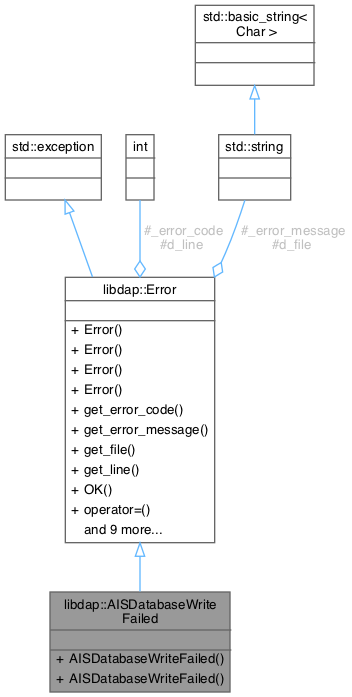 std::basic_string<
Char >
std::exception
int
std::string
#_error_code
#d_line
#_error_message
#d_file
libdap::Error
+ Error()
+ Error()
+ Error()
+ Error()
+ get_error_code()
+ get_error_message()
+ get_file()
+ get_line()
+ OK()
+ operator=()
and 9 more...
libdap::AISDatabaseWrite
Failed
+ AISDatabaseWriteFailed()
+ AISDatabaseWriteFailed()